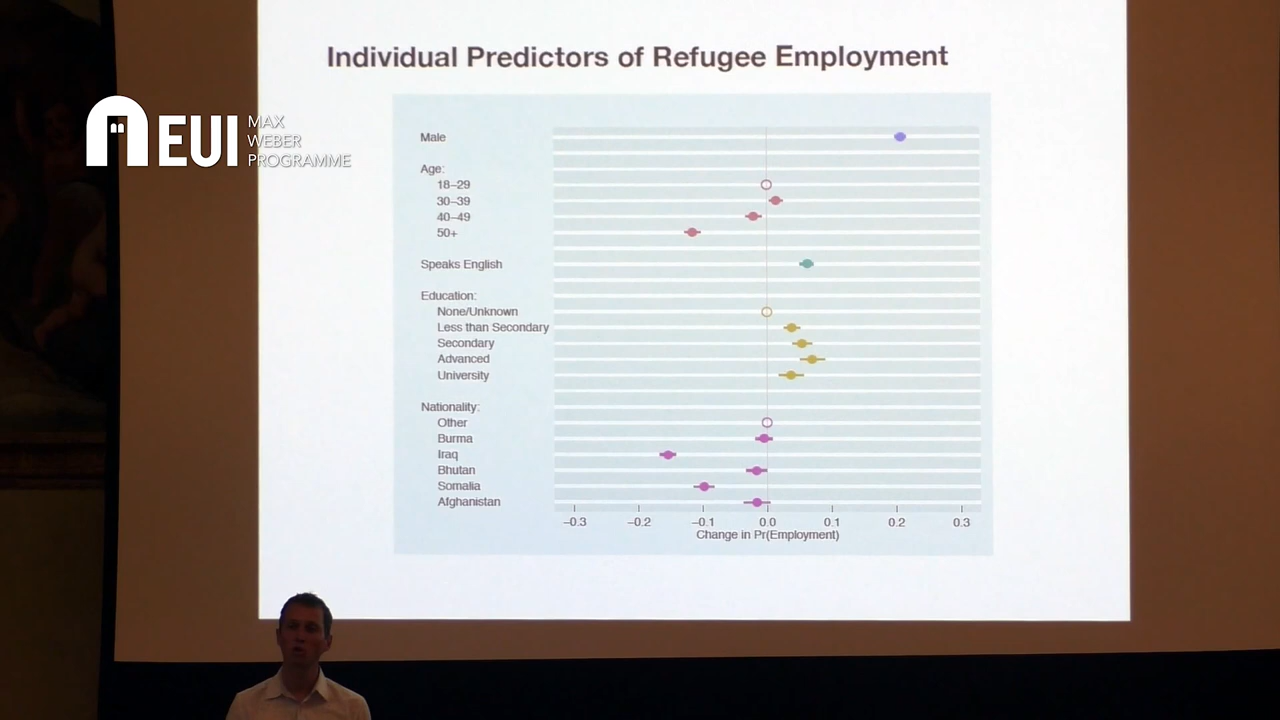 Individual Predictors of Refugee Employment
EUI
MAX
WEBER
PROGRAMME
Male
Age:
18–29
30–39
40–49
50+
Speaks English
Education:
None/Unknown
Less than Secondary
Secondary
Advanced
University
Nationality:
Other
Burma
Iraq
Bhutan
Somalia
Afghanistan
−0.3 −0.2 −0.1 0.0 0.1 0.2 0.3
Change in Pr(Employment)